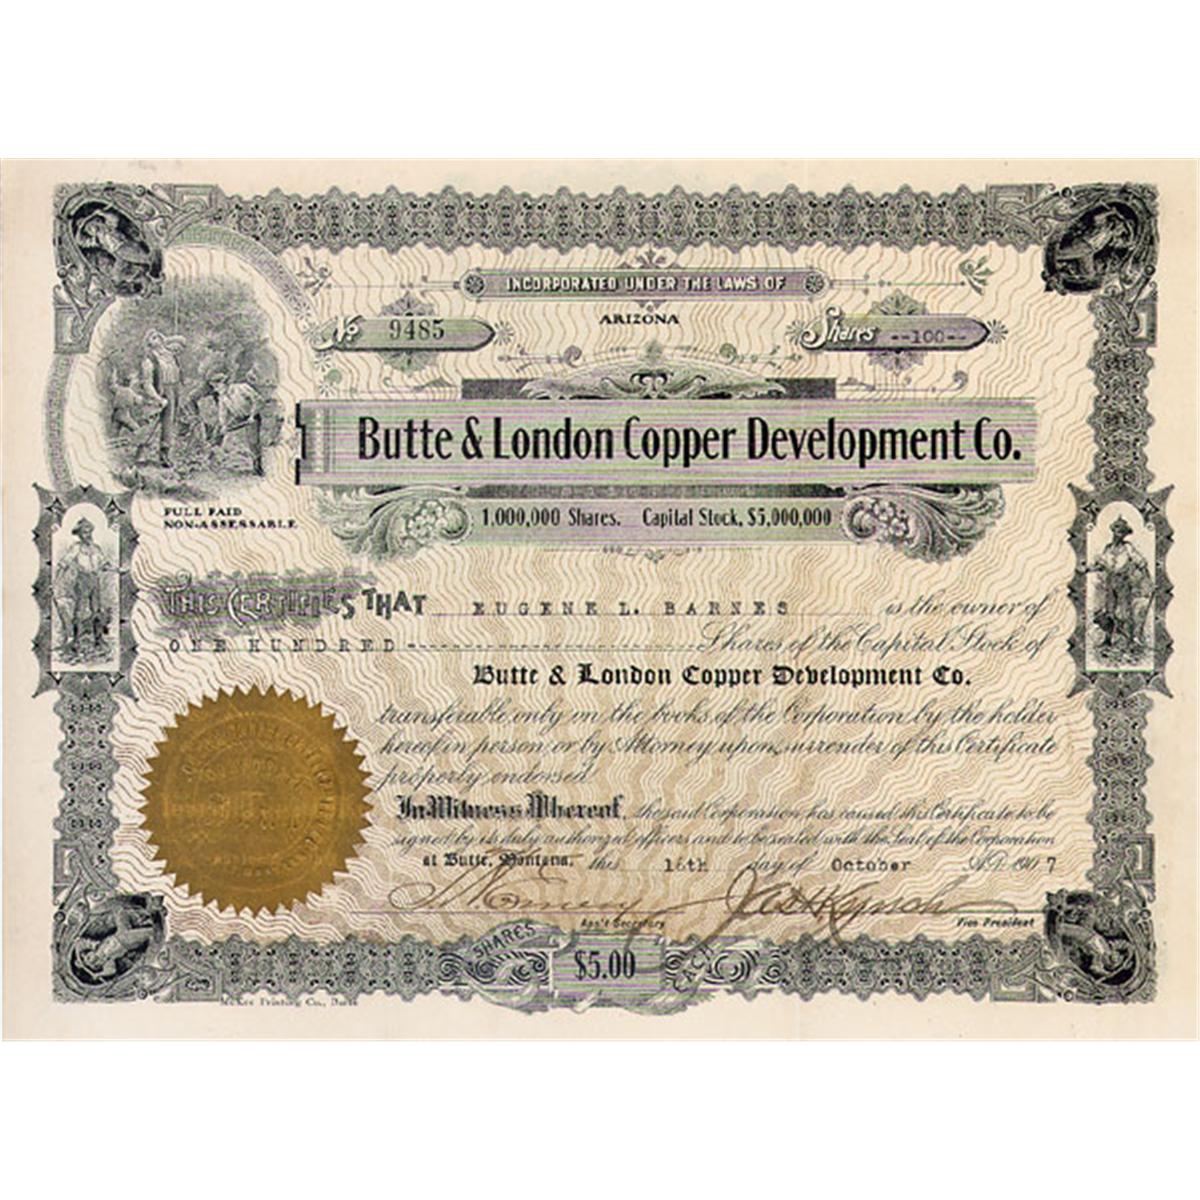 INCORPORATED UNDER THE LAWS OF
ARIZONA
No 9485
Shares --100--
Butte & London Copper Development Co.
FULL PAID
NON-ASSESSABLE
1,000,000 Shares. Capital Stock, $5,000,000
THIS CERTIFIES THAT EUGENE L. BARNES is the owner of
ONE HUNDRED Shares of the Capital Stock of
Butte & London Copper Development Co.
transferable only on the books of the Corporation by the holder
hereof in person or by Attorney upon surrender of this Certificate
properly endorsed
In Witness Whereof, the said Corporation has caused this Certificate to be
signed by its duly authorized officers and to be sealed with the Seal of the Corporation
at Butte, Montana, this 16th day of October A.D. 1907
Ass't Secretary
Vice President
SHARES
$5.00
McKee Printing Co., Butte